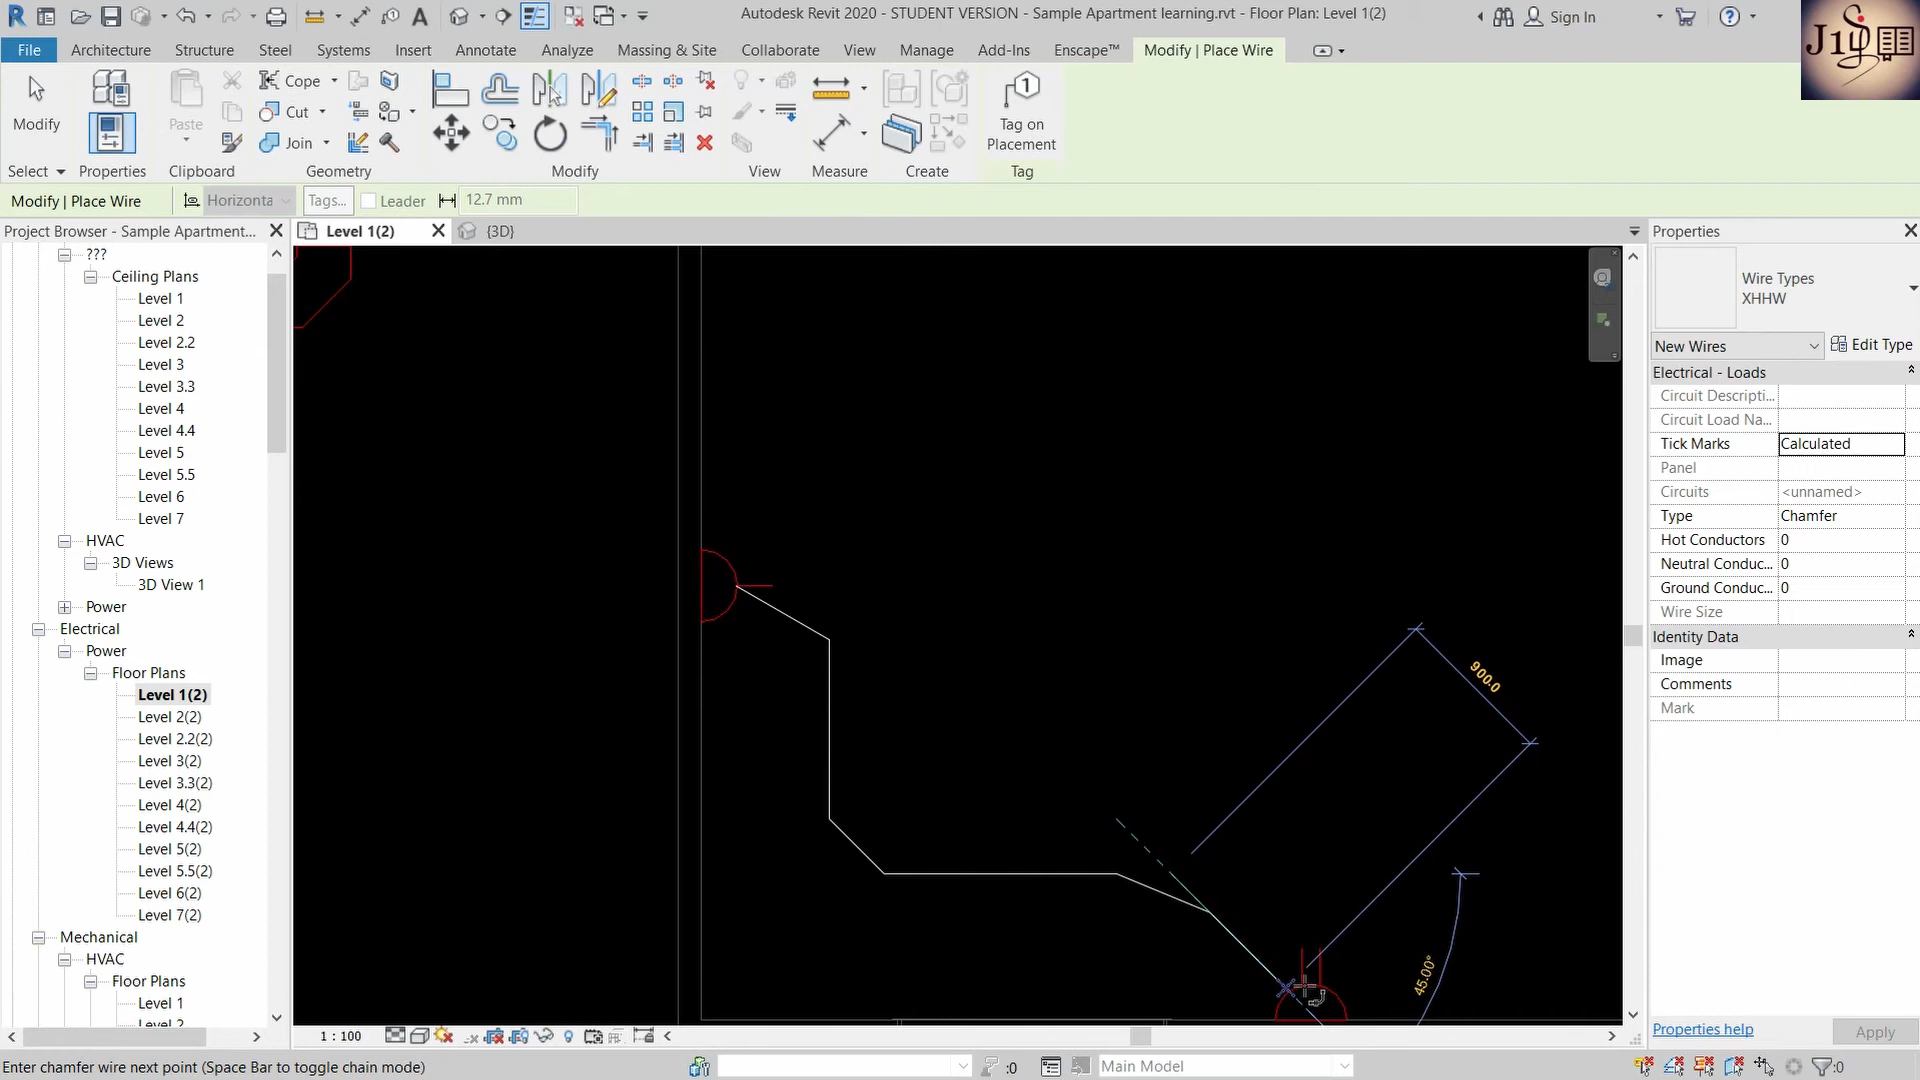 Autodesk Revit 2020 - STUDENT VERSION - Sample Apartment learning.rvt - Floor Plan: Level 1(2)
Sign In
File Architecture Structure Steel Systems Insert Annotate Analyze Massing & Site Collaborate View Manage Add-Ins Enscape™ Modify | Place Wire
Modify
Paste
Cope
Cut
Join
Tag on
Placement
Select Properties Clipboard Geometry Modify View Measure Create Tag
Modify | Place Wire Horizonta Tags... Leader 12.7 mm
Project Browser - Sample Apartment...
Level 1(2) {3D}
???
Ceiling Plans
Level 1
Level 2
Level 2.2
Level 3
Level 3.3
Level 4
Level 4.4
Level 5
Level 5.5
Level 6
Level 7
HVAC
3D Views
3D View 1
Power
Electrical
Power
Floor Plans
Level 1(2)
Level 2(2)
Level 2.2(2)
Level 3(2)
Level 3.3(2)
Level 4(2)
Level 4.4(2)
Level 5(2)
Level 5.5(2)
Level 6(2)
Level 7(2)
Mechanical
HVAC
Floor Plans
Level 1
Level 2
900.0
45.00°
Properties
Wire Types
XHHW
New Wires Edit Type
Electrical - Loads
Circuit Descripti...
Circuit Load Na...
Tick Marks Calculated
Panel
Circuits <unnamed>
Type Chamfer
Hot Conductors 0
Neutral Conduc... 0
Ground Conduc... 0
Wire Size
Identity Data
Image
Comments
Mark
Properties help Apply
1 : 100
Enter chamfer wire next point (Space Bar to toggle chain mode)
:0
Main Model
:0